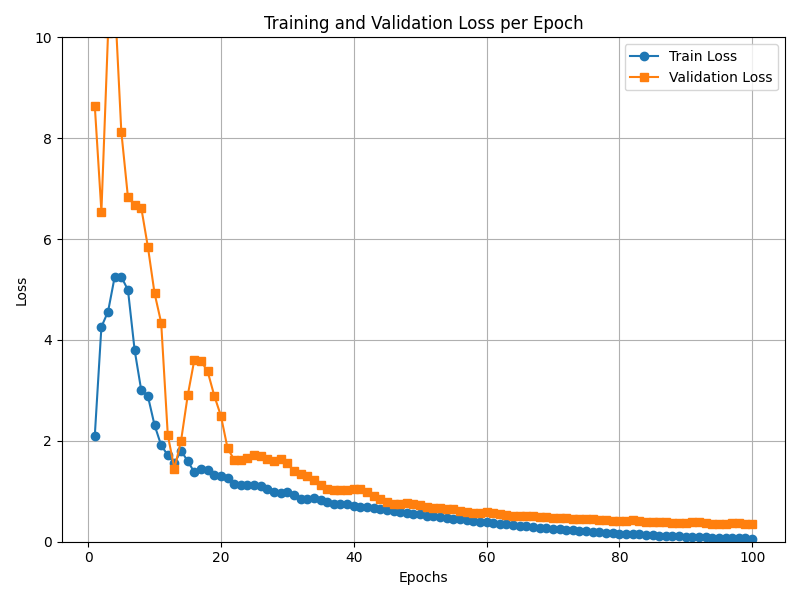 Training and Validation Loss per Epoch
Train Loss
Validation Loss
Loss
10
8
6
4
2
0
0 20 40 60 80 100
Epochs